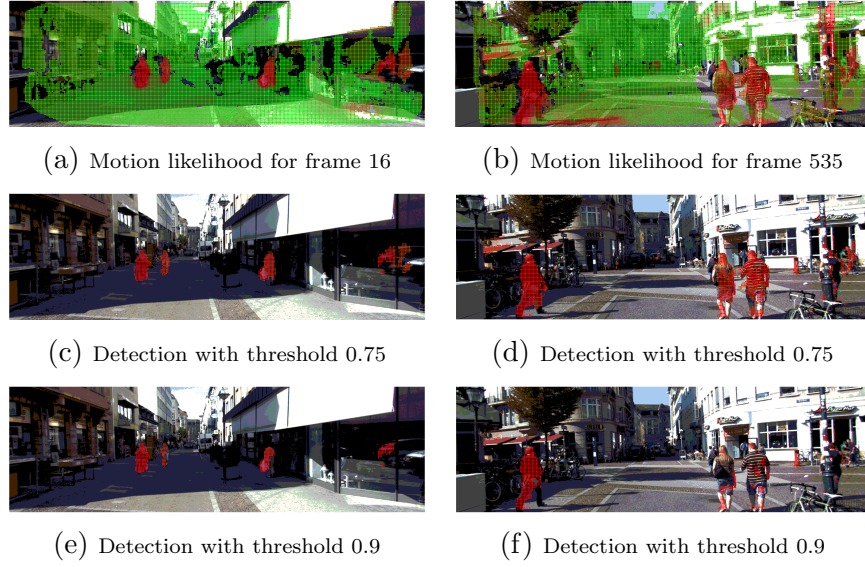 (a) Motion likelihood for frame 16
(b) Motion likelihood for frame 535
(c) Detection with threshold 0.75
(d) Detection with threshold 0.75
(e) Detection with threshold 0.9
(f) Detection with threshold 0.9